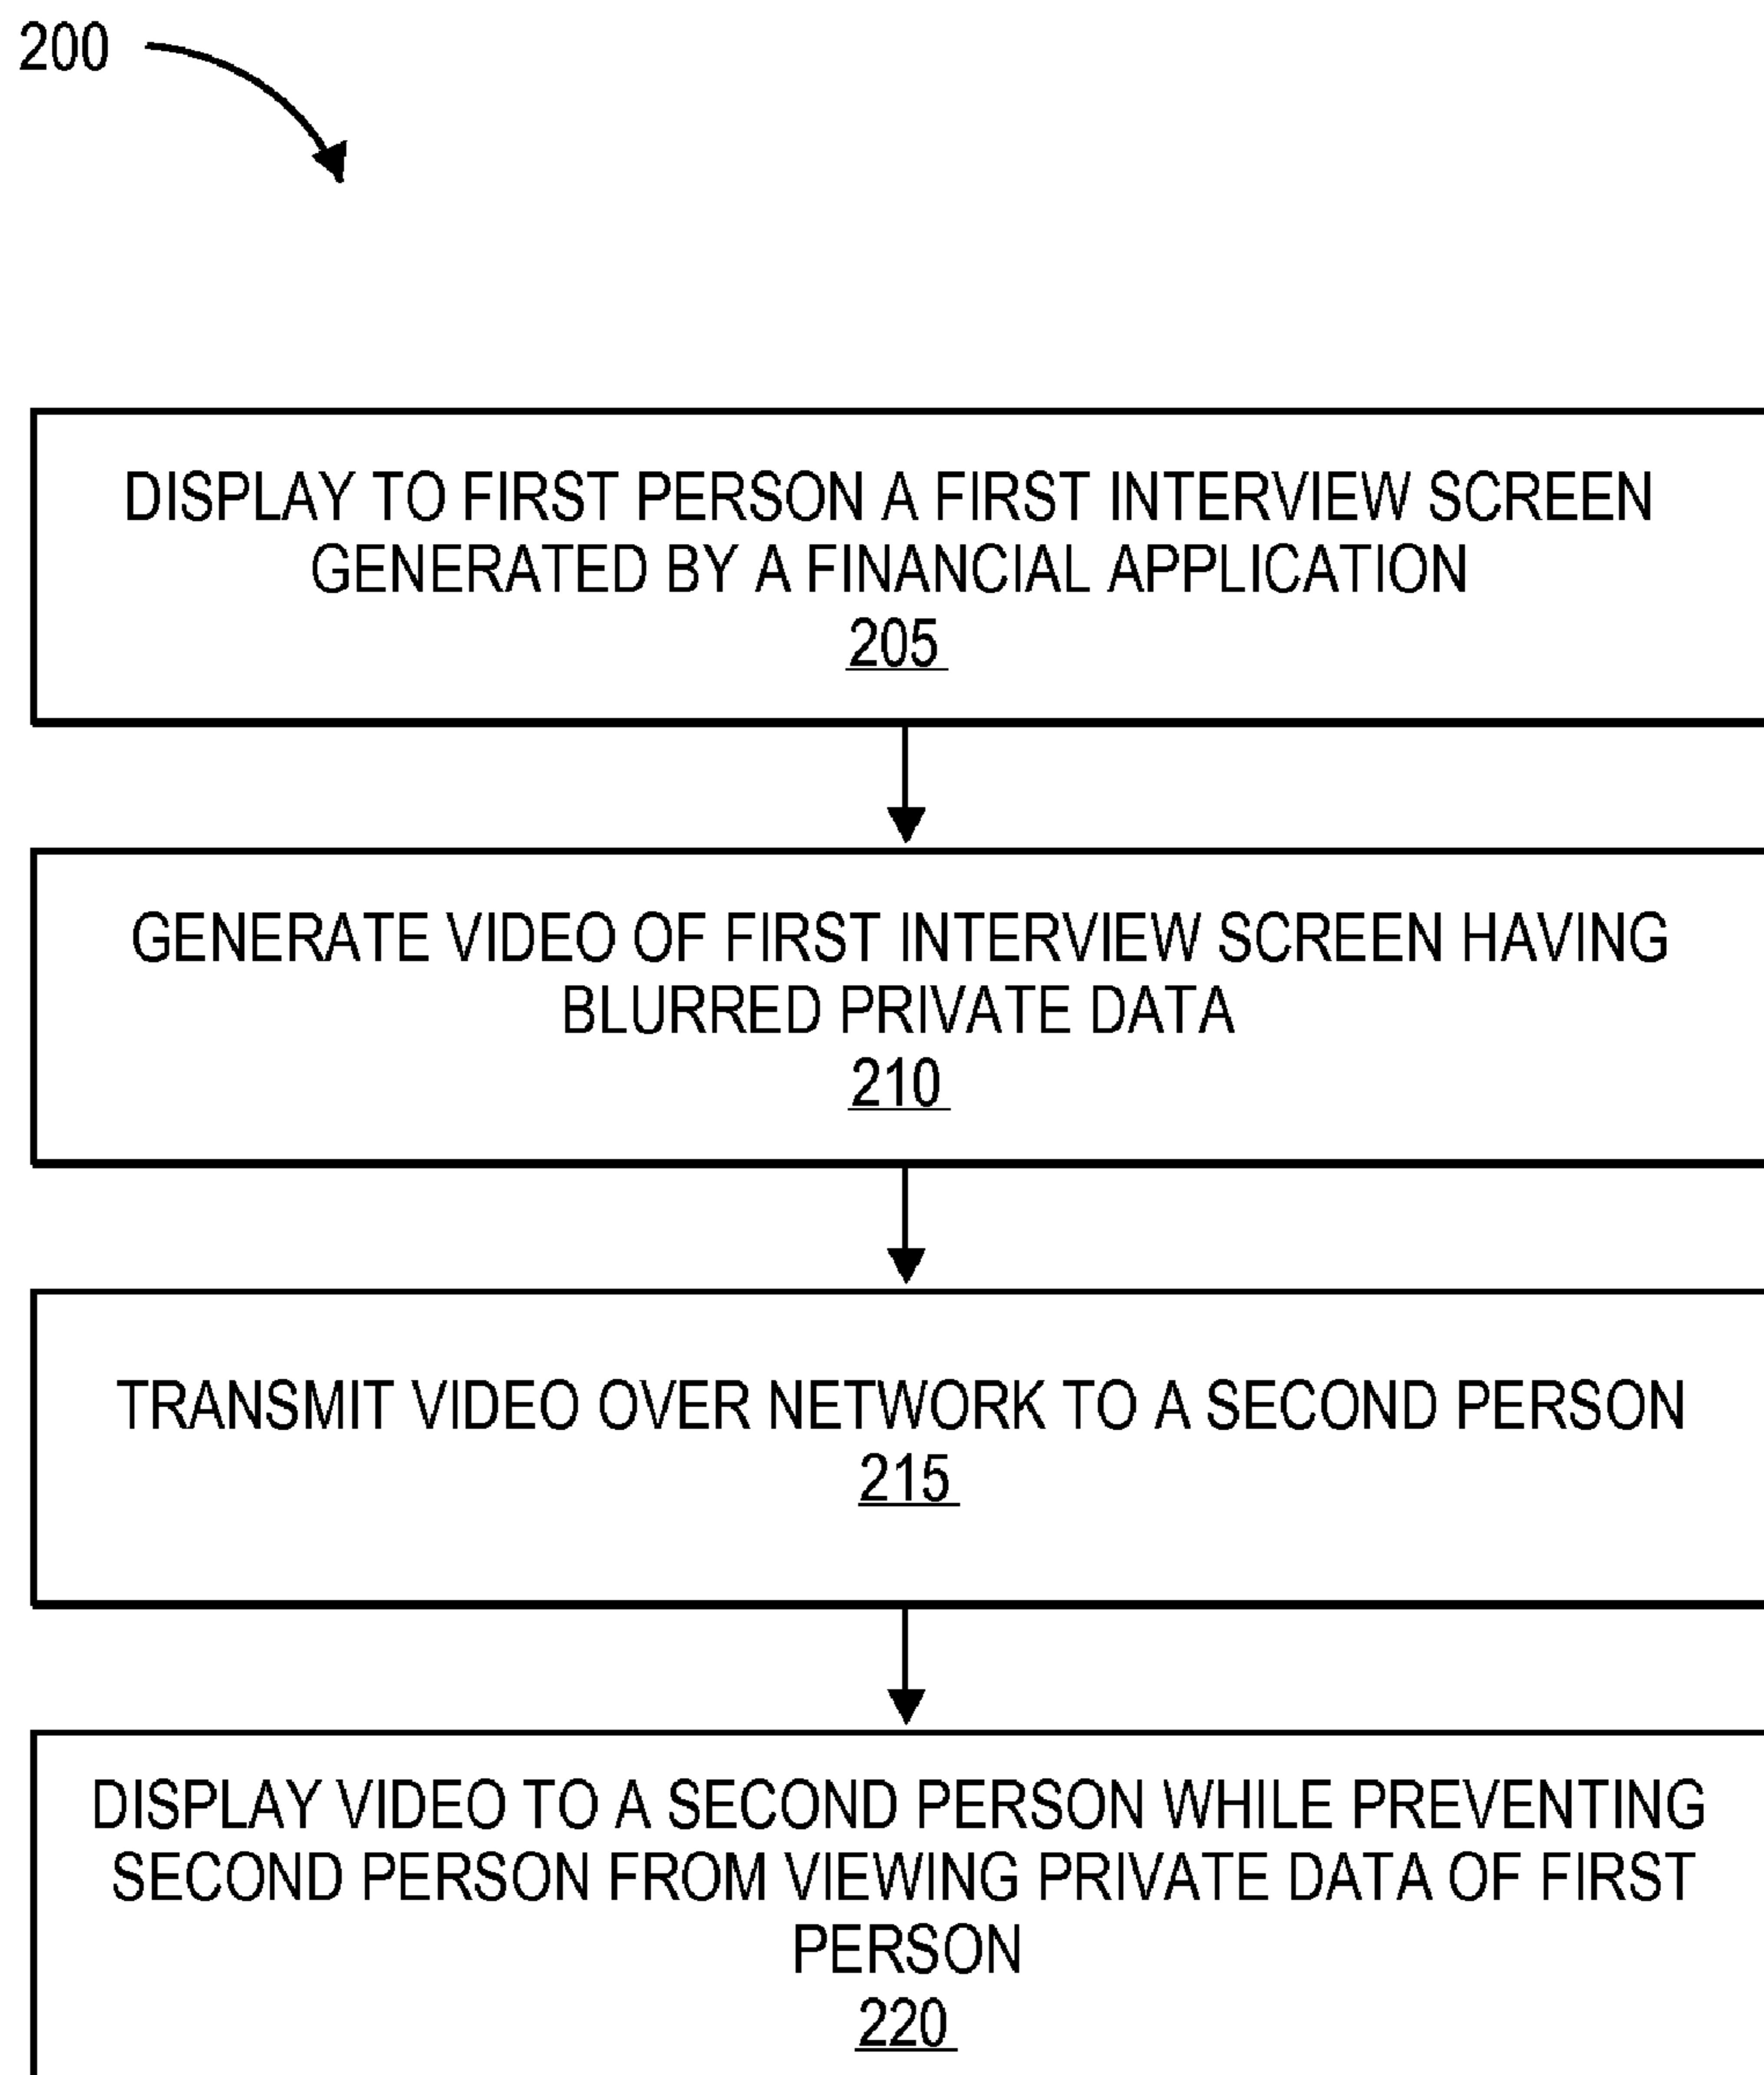 200
DISPLAY TO FIRST PERSON A FIRST INTERVIEW SCREEN
GENERATED BY A FINANCIAL APPLICATION
205
GENERATE VIDEO OF FIRST INTERVIEW SCREEN HAVING
BLURRED PRIVATE DATA
210
TRANSMIT VIDEO OVER NETWORK TO A SECOND PERSON
215
DISPLAY VIDEO TO A SECOND PERSON WHILE PREVENTING
SECOND PERSON FROM VIEWING PRIVATE DATA OF FIRST
PERSON
220